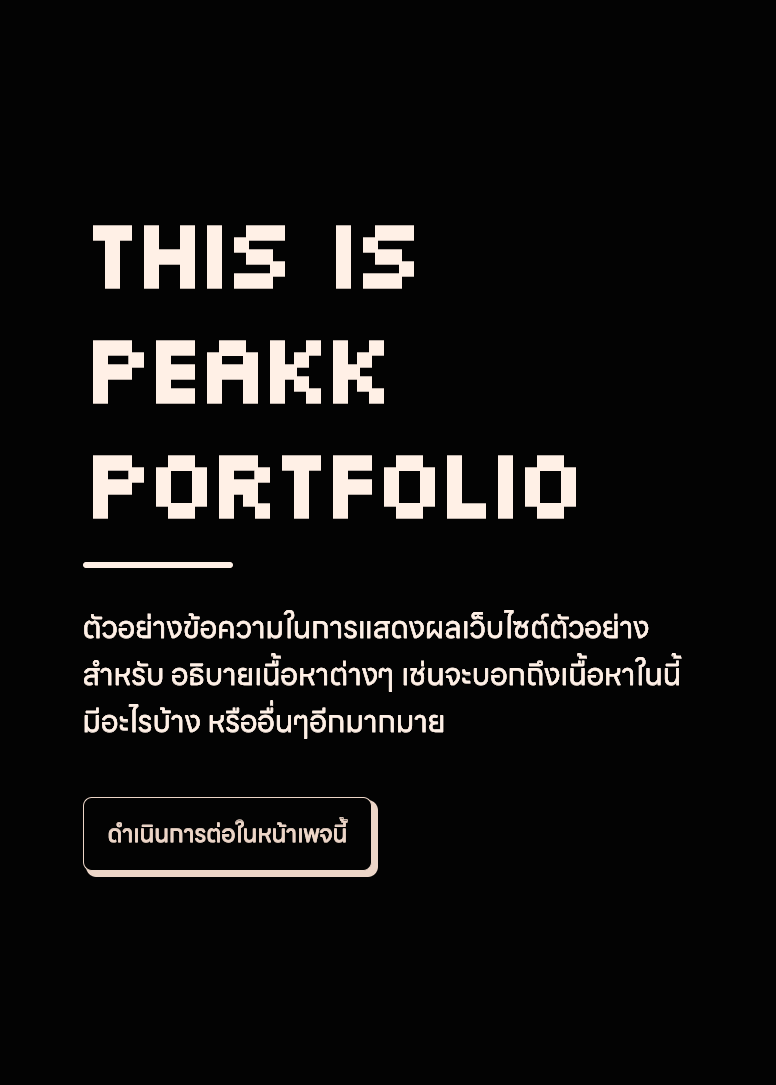 THIS IS
PEAKK
PORTFOLIO
ตัวอย่างข้อความในการแสดงผลเว็บไซต์ตัวอย่าง
สำหรับ อธิบายเนื้อหาต่างๆ เช่นจะบอกถึงเนื้อหาในนี้
มีอะไรบ้าง หรืออื่นๆอีกมากมาย
ดำเนินการต่อในหน้าเพจนี้